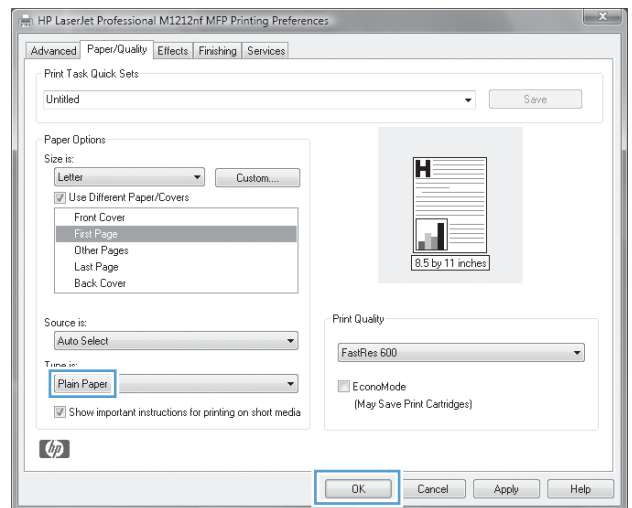 HP LaserJet Professional M1212nf MFP Printing Preferences
Advanced Paper/Quality Effects Finishing Services
Print Task Quick Sets
Untitled
Save
Paper Options
Size is:
Letter
Custom....
Use Different Paper/Covers
Front Cover
First Page
Other Pages
Last Page
Back Cover
Source is:
Auto Select
Type is:
Plain Paper
Show important instructions for printing on short media
hp
H
8.5 by 11 inches
Print Quality
FastRes 600
EconoMode
(May Save Print Cartridges)
OK Cancel Apply Help